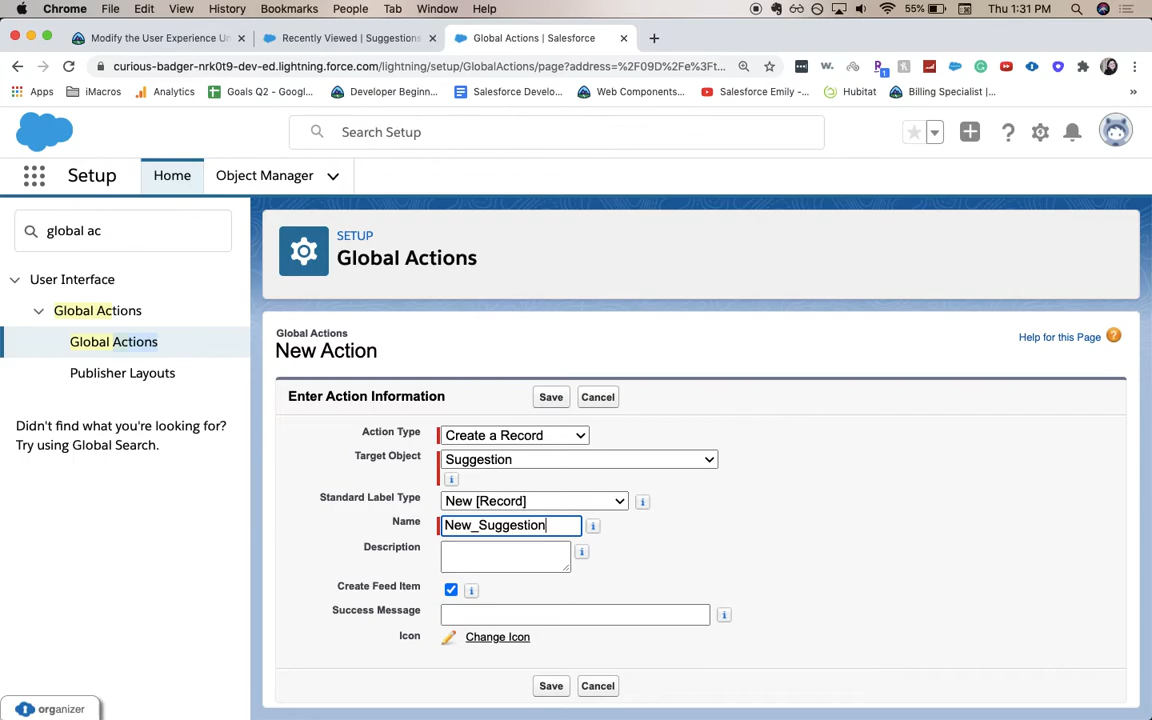 Chrome File Edit View History Bookmarks People Tab Window Help 55% Thu 1:31 PM
Modify the User Experience Un
Recently Viewed | Suggestions
Global Actions | Salesforce
curious-badger-nrk0t9-dev-ed.lightning.force.com/lightning/setup/GlobalActions/page?address=%2F09D%2Fe%3Ft...
Apps iMacros Analytics Goals Q2 - Googl... Developer Beginn... Salesforce Develo... Web Components... Salesforce Emily -... Hubitat Billing Specialist |... »
Search Setup
Setup Home Object Manager
global ac
User Interface
Global Actions
Global Actions
Publisher Layouts
Didn't find what you're looking for?
Try using Global Search.
SETUP
Global Actions
Global Actions
New Action
Help for this Page ?
Enter Action Information Save Cancel
Action Type Create a Record
Target Object Suggestion
Standard Label Type New [Record]
Name New_Suggestion
Description
Create Feed Item
Success Message
Icon Change Icon
Save Cancel
organizer